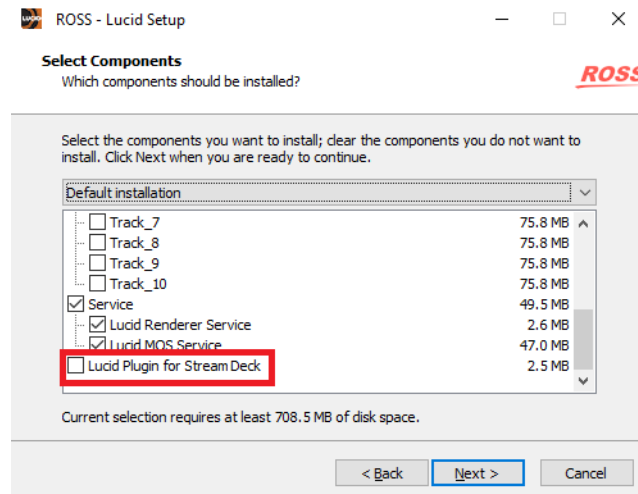 LUCID
ROSS - Lucid Setup
Select Components
Which components should be installed?
ROSS
Select the components you want to install; clear the components you do not want to
install. Click Next when you are ready to continue.
Default installation
Track_7 75.8 MB
Track_8 75.8 MB
Track_9 75.8 MB
Track_10 75.8 MB
Service 49.5 MB
Lucid Renderer Service 2.6 MB
Lucid MOS Service 47.0 MB
Lucid Plugin for Stream Deck 2.5 MB
Current selection requires at least 708.5 MB of disk space.
< Back Next > Cancel